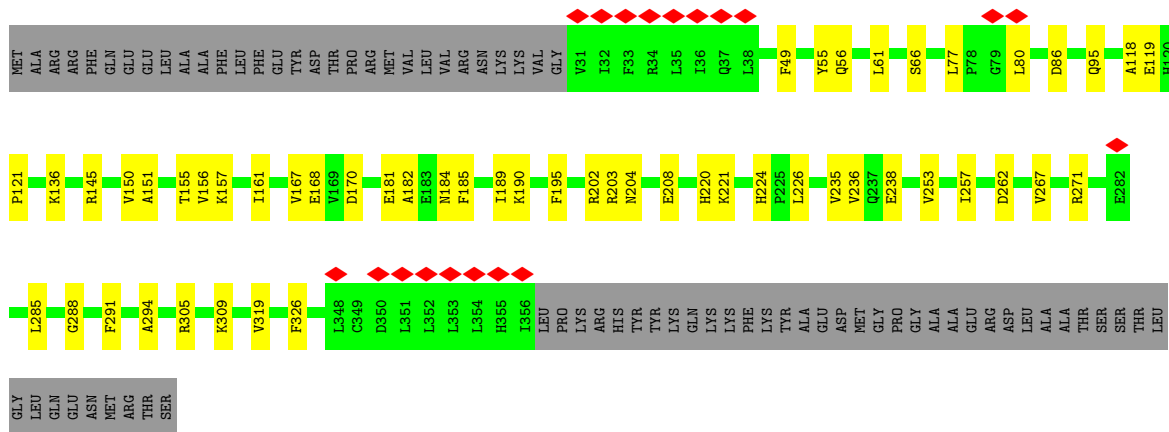 MET ALA ARG ARG PHE GLN GLU GLU LEU ALA ALA PHE LEU PHE GLU TYR ASP THR PRO ARG MET VAL LEU VAL ARG ASN LYS LYS VAL GLY V31 I32 F33 R34 L35 I36 Q37 L38 F49 Y55 Q56 L61 S66 L77 P78 G79 L80 D86 Q95 A118 E119 H120
P121 K136 R145 V150 A151 T155 V156 K157 I161 V167 E168 V169 D170 E181 A182 E183 N184 F185 I189 K190 F195 R202 R203 N204 E208 H220 K221 H224 P225 L226 V235 V236 Q237 E238 V253 I257 D262 V267 R271 E282
L285 G288 F291 A294 R305 K309 V319 F326 L348 C349 D350 L351 L352 L353 L354 H355 I356 LEU PRO LYS ARG HIS TYR TYR LYS GLN LYS LYS PHE LYS TYR ALA GLU ASP MET GLY PRO GLY ALA ALA GLU ARG ASP LEU ALA ALA THR SER SER THR LEU
GLY LEU GLN GLU ASN MET ARG THR SER